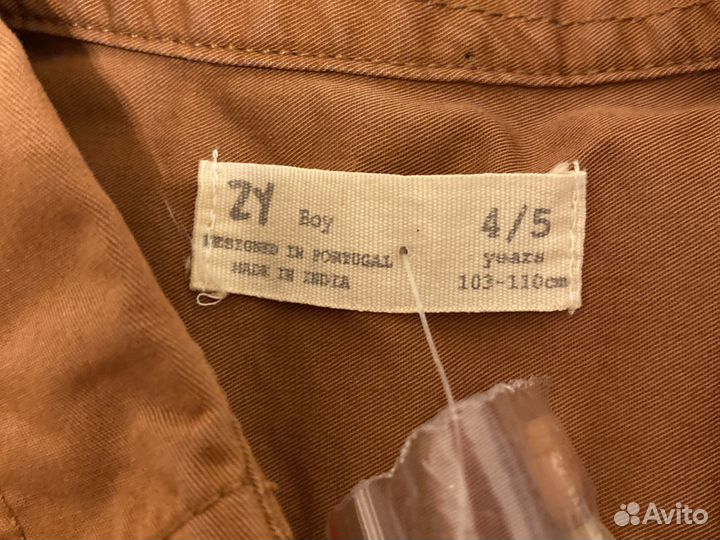 ZY Boy
DESIGNED IN PORTUGAL
MADE IN INDIA
4/5
years
103-110cm
Avito